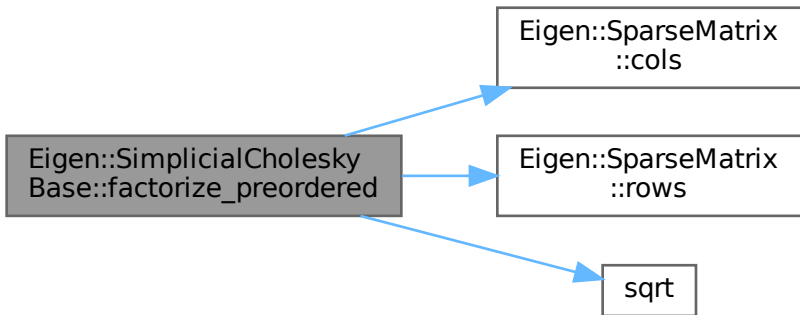 Eigen::SimplicialCholesky
Base::factorize_preordered
Eigen::SparseMatrix
::cols
Eigen::SparseMatrix
::rows
sqrt